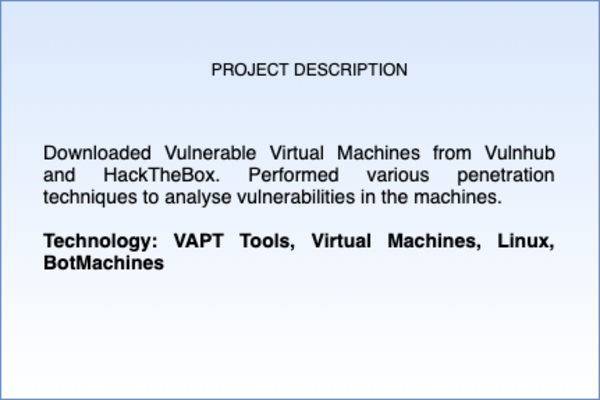 PROJECT DESCRIPTION
Downloaded Vulnerable Virtual Machines from Vulnhub
and HackTheBox. Performed various penetration
techniques to analyse vulnerabilities in the machines.
Technology: VAPT Tools, Virtual Machines, Linux,
BotMachines